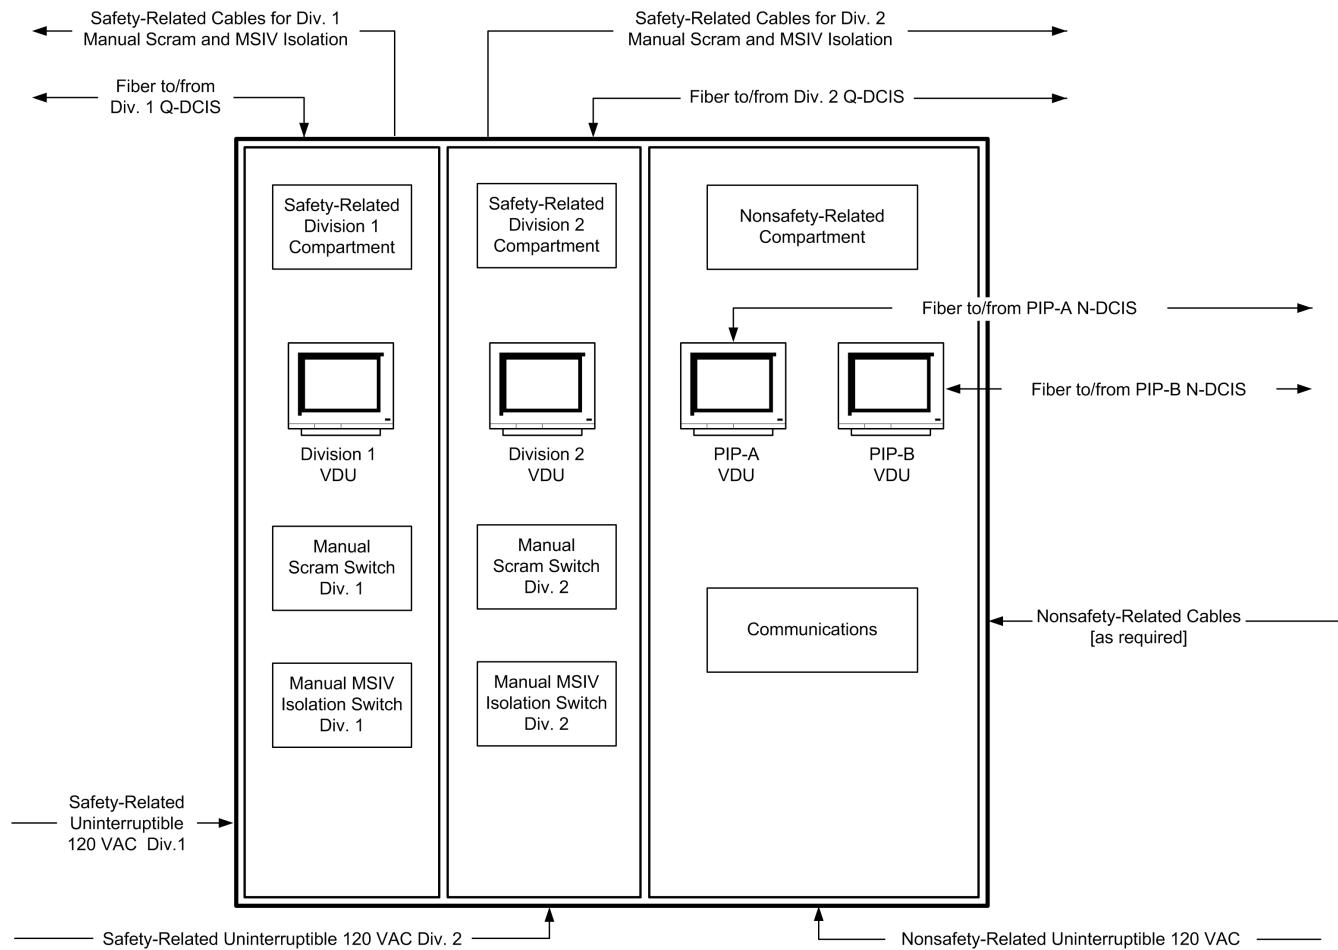 Safety-Related Cables for Div. 1
Manual Scram and MSIV Isolation
Safety-Related Cables for Div. 2
Manual Scram and MSIV Isolation
Fiber to/from
Div. 1 Q-DCIS
Fiber to/from Div. 2 Q-DCIS
Safety-Related
Division 1
Compartment
Safety-Related
Division 2
Compartment
Nonsafety-Related
Compartment
Fiber to/from PIP-A N-DCIS
Fiber to/from PIP-B N-DCIS
Division 1
VDU
Division 2
VDU
PIP-A
VDU
PIP-B
VDU
Manual
Scram Switch
Div. 1
Manual
Scram Switch
Div. 2
Communications
Nonsafety-Related Cables
[as required]
Manual MSIV
Isolation Switch
Div. 1
Manual MSIV
Isolation Switch
Div. 2
Safety-Related
Uninterruptible
120 VAC Div.1
Safety-Related Uninterruptible 120 VAC Div. 2
Nonsafety-Related Uninterruptible 120 VAC